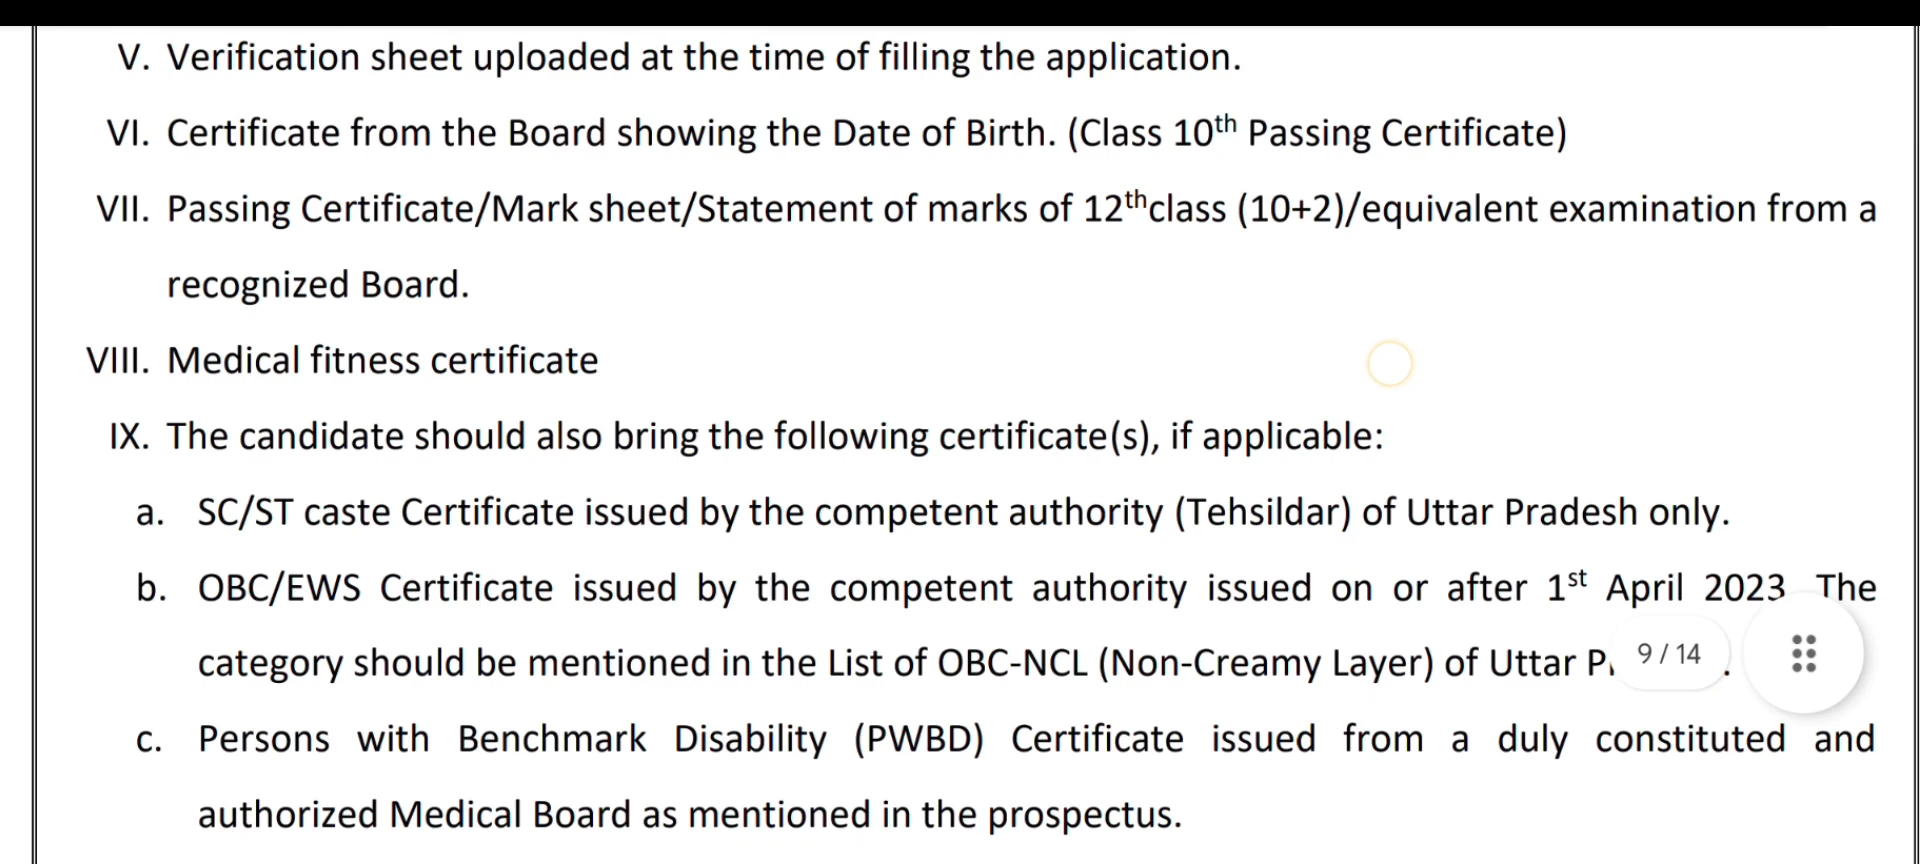 V. Verification sheet uploaded at the time of filling the application.
VI. Certificate from the Board showing the Date of Birth. (Class 10th Passing Certificate)
VII. Passing Certificate/Mark sheet/Statement of marks of 12thclass (10+2)/equivalent examination from a
recognized Board.
VIII. Medical fitness certificate
IX. The candidate should also bring the following certificate(s), if applicable:
a. SC/ST caste Certificate issued by the competent authority (Tehsildar) of Uttar Pradesh only.
b. OBC/EWS Certificate issued by the competent authority issued on or after 1st April 2023 The
category should be mentioned in the List of OBC-NCL (Non-Creamy Layer) of Uttar
9 / 14
c. Persons with Benchmark Disability (PWBD) Certificate issued from a duly constituted and
authorized Medical Board as mentioned in the prospectus.